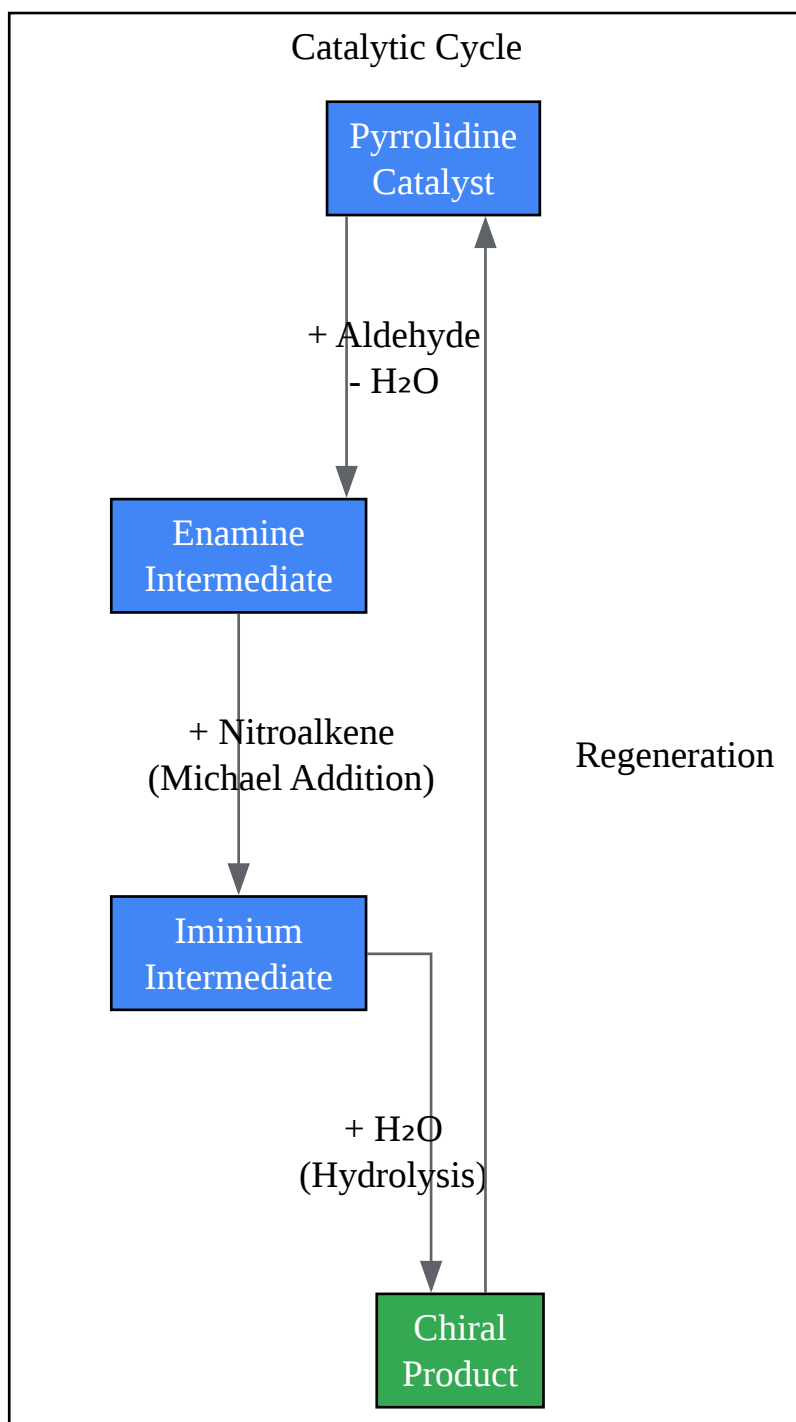 Catalytic Cycle
Pyrrolidine
Catalyst
+ Aldehyde
- H₂O
Enamine
Intermediate
+ Nitroalkene
(Michael Addition)
Regeneration
Iminium
Intermediate
+ H₂O
(Hydrolysis)
Chiral
Product